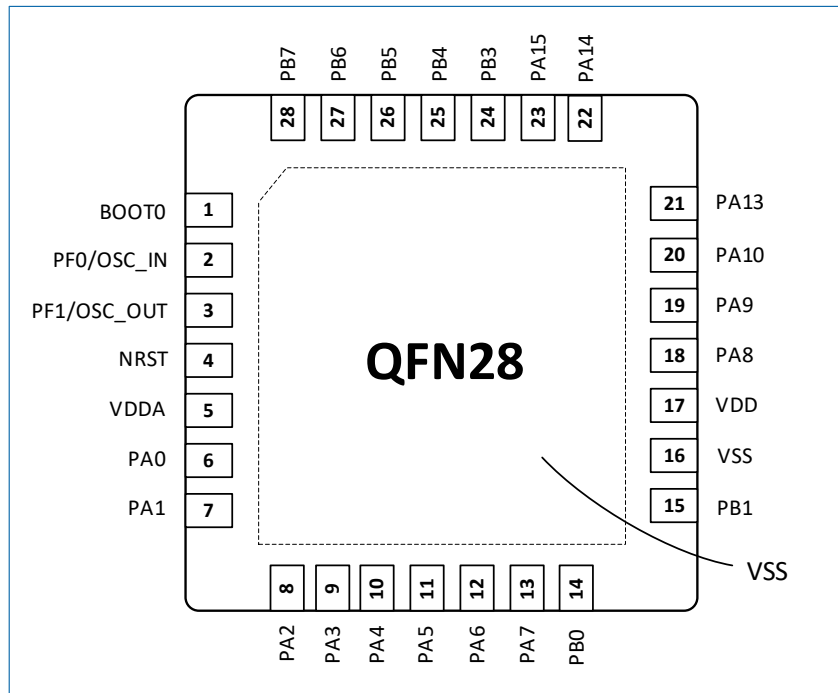 PB7
PB6
PB5
PB4
PB3
PA15
PA14
28
27
26
25
24
23
22
BOOT0
1
PF0/OSC_IN
2
PF1/OSC_OUT
3
NRST
4
VDDA
5
PA0
6
PA1
7
QFN28
21
PA13
20
PA10
19
PA9
18
PA8
17
VDD
16
VSS
15
PB1
VSS
8
9
10
11
12
13
14
PA2
PA3
PA4
PA5
PA6
PA7
PB0